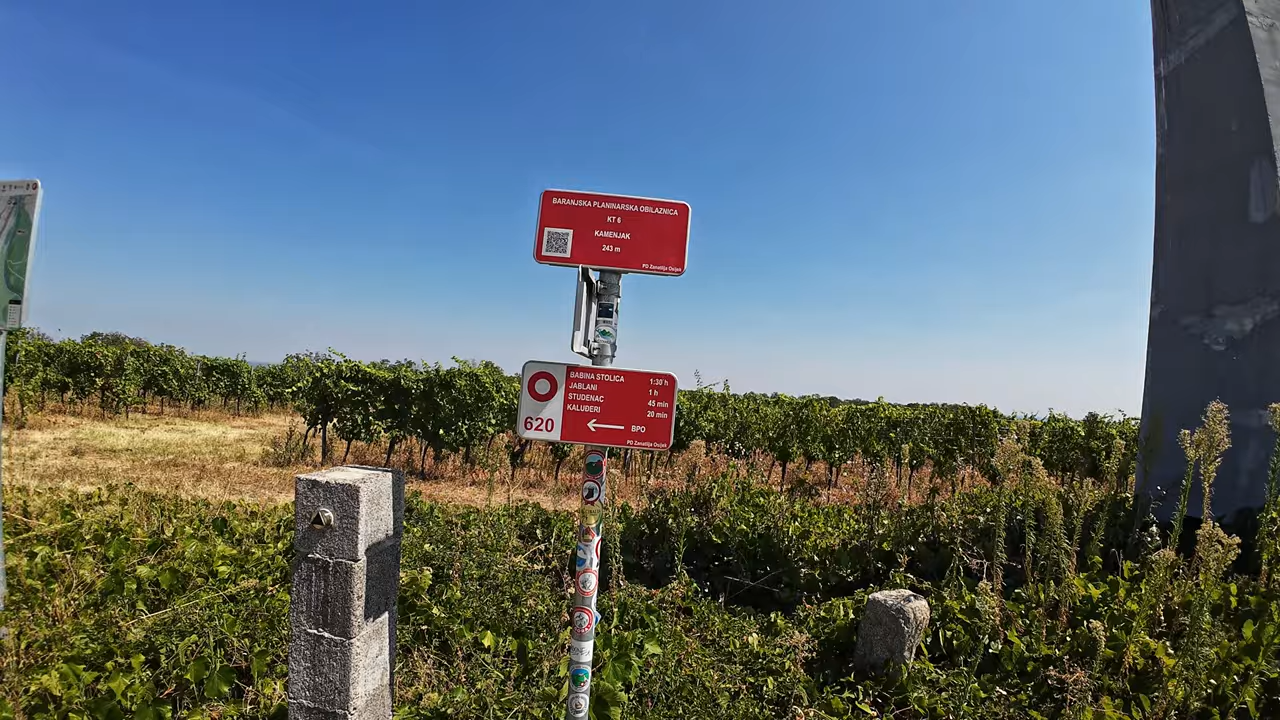 BARANJSKA PLANINARSKA OBILAZNICA
KT 6
KAMENJAK
243 m
PD Zanatlija Osijek
BABINA STOLICA 1:30 h
JABLANI 1 h
STUDENAC 45 min
KALUĐERI 20 min
620 BPO
PD Zanatlija Osijek